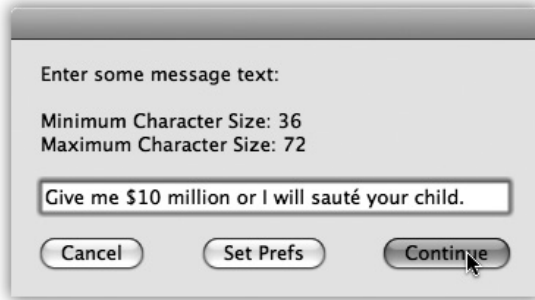 Enter some message text:
Minimum Character Size: 36
Maximum Character Size: 72
Give me $10 million or I will sauté your child.
Cancel Set Prefs Continue